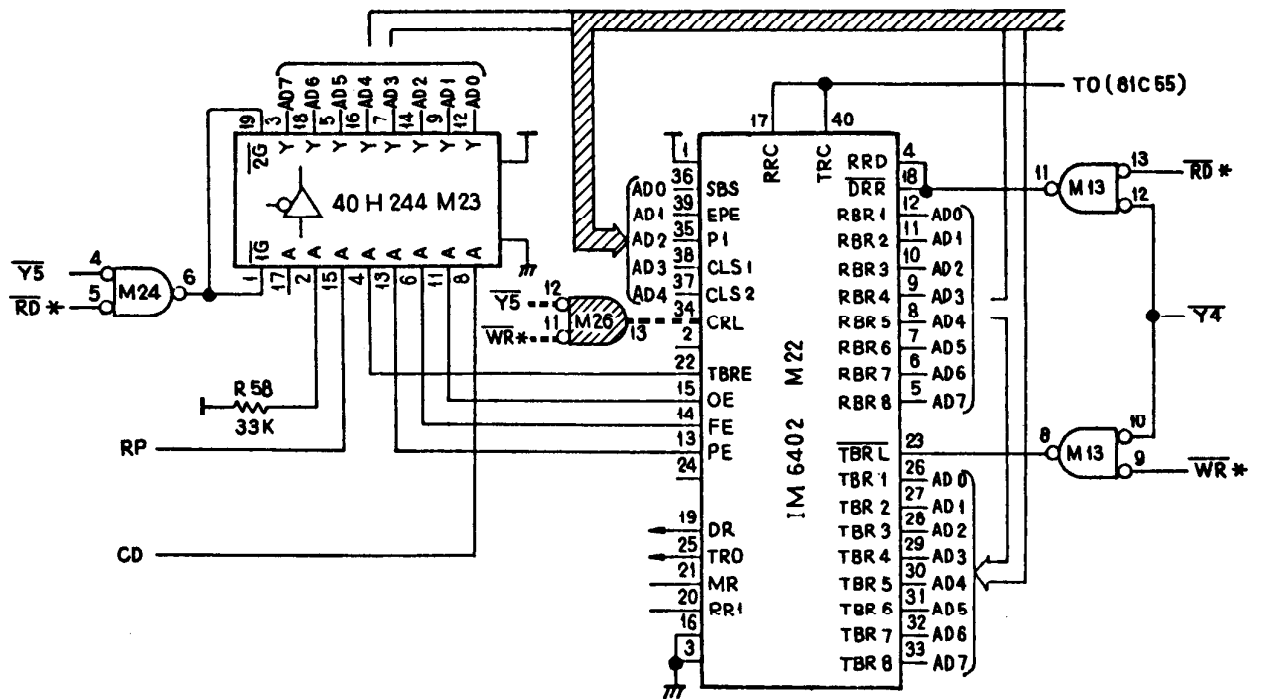 TO (81C55)
AD7 AD6 AD5 AD4 AD3 AD2 AD1 AD0
19 3 18 5 16 7 14 9 12
2G Y Y Y Y Y Y Y Y
40H244 M23
1G A A A A A A A A
1 17 2 15 4 13 6 11 8
Y5 4
RD* 5
M24 6
R58
33K
RP
CD
Y5 12
WR* 11
M26 13
17 40
RRC TRC
IM6402 M22
1
AD0 36 SBS
AD1 39 EPE
AD2 35 PI
AD3 38 CLS1
AD4 37 CLS2
34 CRL
2
22 TBRE
15 OE
14 FE
13 PE
24
19 DR
25 TRO
21 MR
20 RRI
16
3
RRD 4
DRR 18
RBR1 12 AD0
RBR2 11 AD1
RBR3 10 AD2
RBR4 9 AD3
RBR5 8 AD4
RBR6 7 AD5
RBR7 6 AD6
RBR8 5 AD7
TBRL 23
TBR1 26 AD0
TBR2 27 AD1
TBR3 28 AD2
TBR4 29 AD3
TBR5 30 AD4
TBR6 31 AD5
TBR7 32 AD6
TBR8 33 AD7
11 M13 13 RD*
12
Y4
8 M13 10
9 WR*